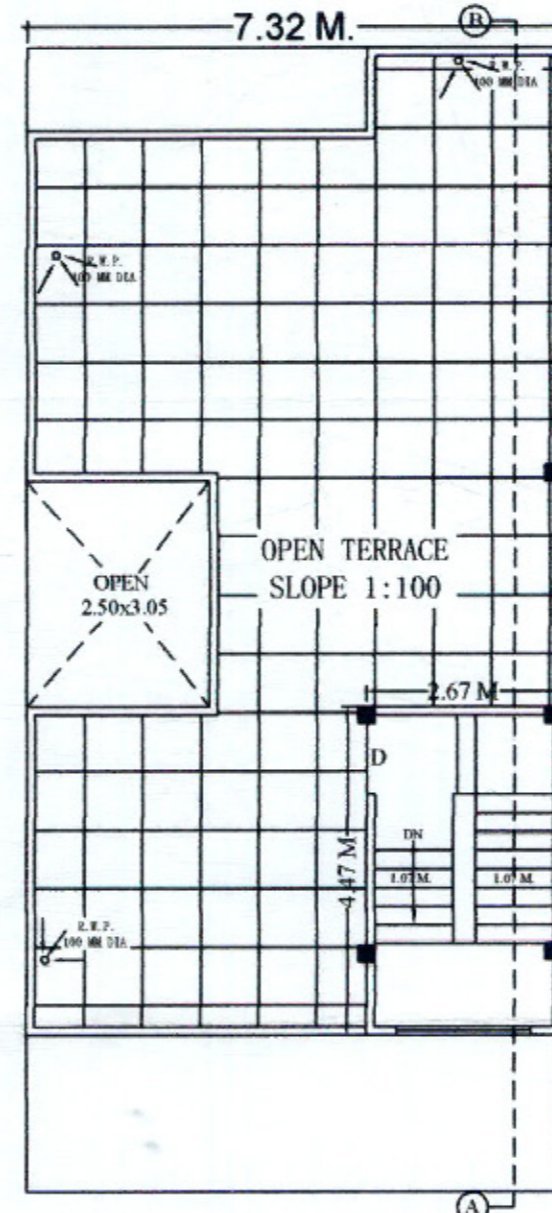 7.32 M.
B
R.W.P.
100 MM DIA
R.W.P.
100 MM DIA
OPEN TERRACE
SLOPE 1:100
OPEN
2.50x3.05
2.67 M
D
4.47 M
DN
1.07 M.
1.07 M.
R.W.P.
100 MM DIA
A